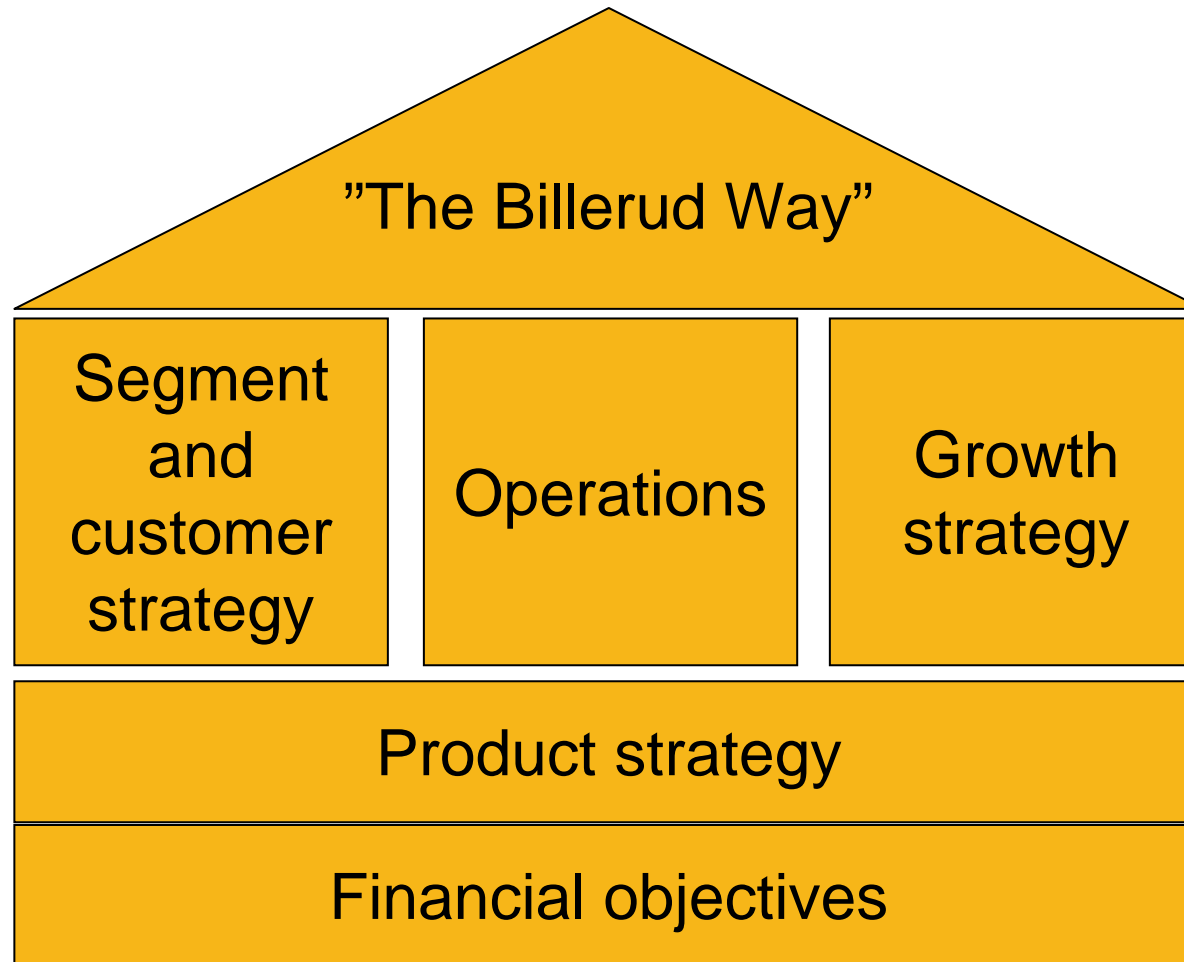 ”The Billerud Way”
Segment
and
customer
strategy
Operations
Growth
strategy
Product strategy
Financial objectives